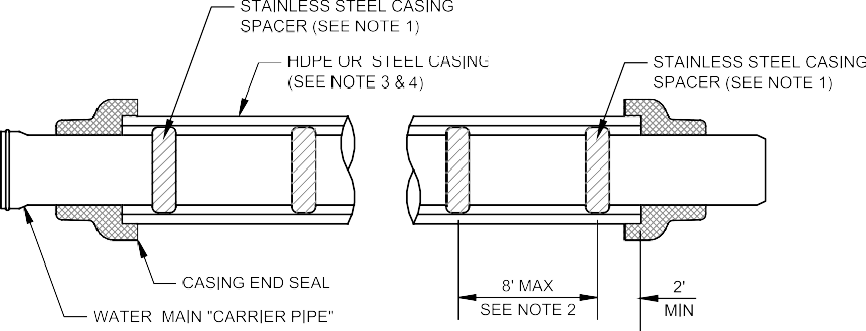 STAINLESS STEEL CASING
SPACER (SEE NOTE 1)
HDPE OR STEEL CASING
(SEE NOTE 3 & 4)
STAINLESS STEEL CASING
SPACER (SEE NOTE 1)
CASING END SEAL
WATER MAIN "CARRIER PIPE"
8' MAX
SEE NOTE 2
2'
MIN